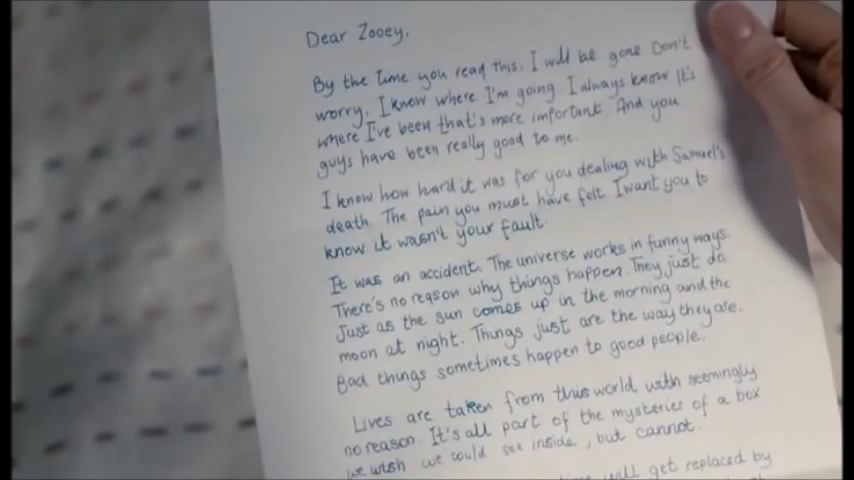 Dear Zooey,
By the time you read this, I will be gone Don't
worry, I know where I'm going. I always know It's
where I've been that's more important. And you
guys have been really good to me.
I know how hard it was for you dealing with Samuel's
death. The pain you must have felt I want you to
know it wasn't your fault.
It was an accident. The universe works in funny ways.
There's no reason why things happen. They just do.
Just as the sun comes up in the morning and the
moon at night. Things just are the way they are.
Bad things sometimes happen to good people.
Lives are taken from this world with seemingly
no reason. It's all part of the mysteries of a box
we wish we could see inside, but cannot.
will get replaced by